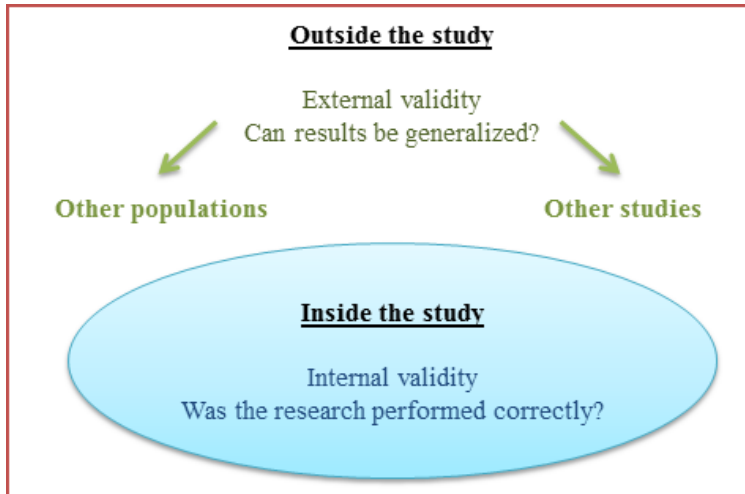 Outside the study
External validity
Can results be generalized?
Other populations
Other studies
Inside the study
Internal validity
Was the research performed correctly?